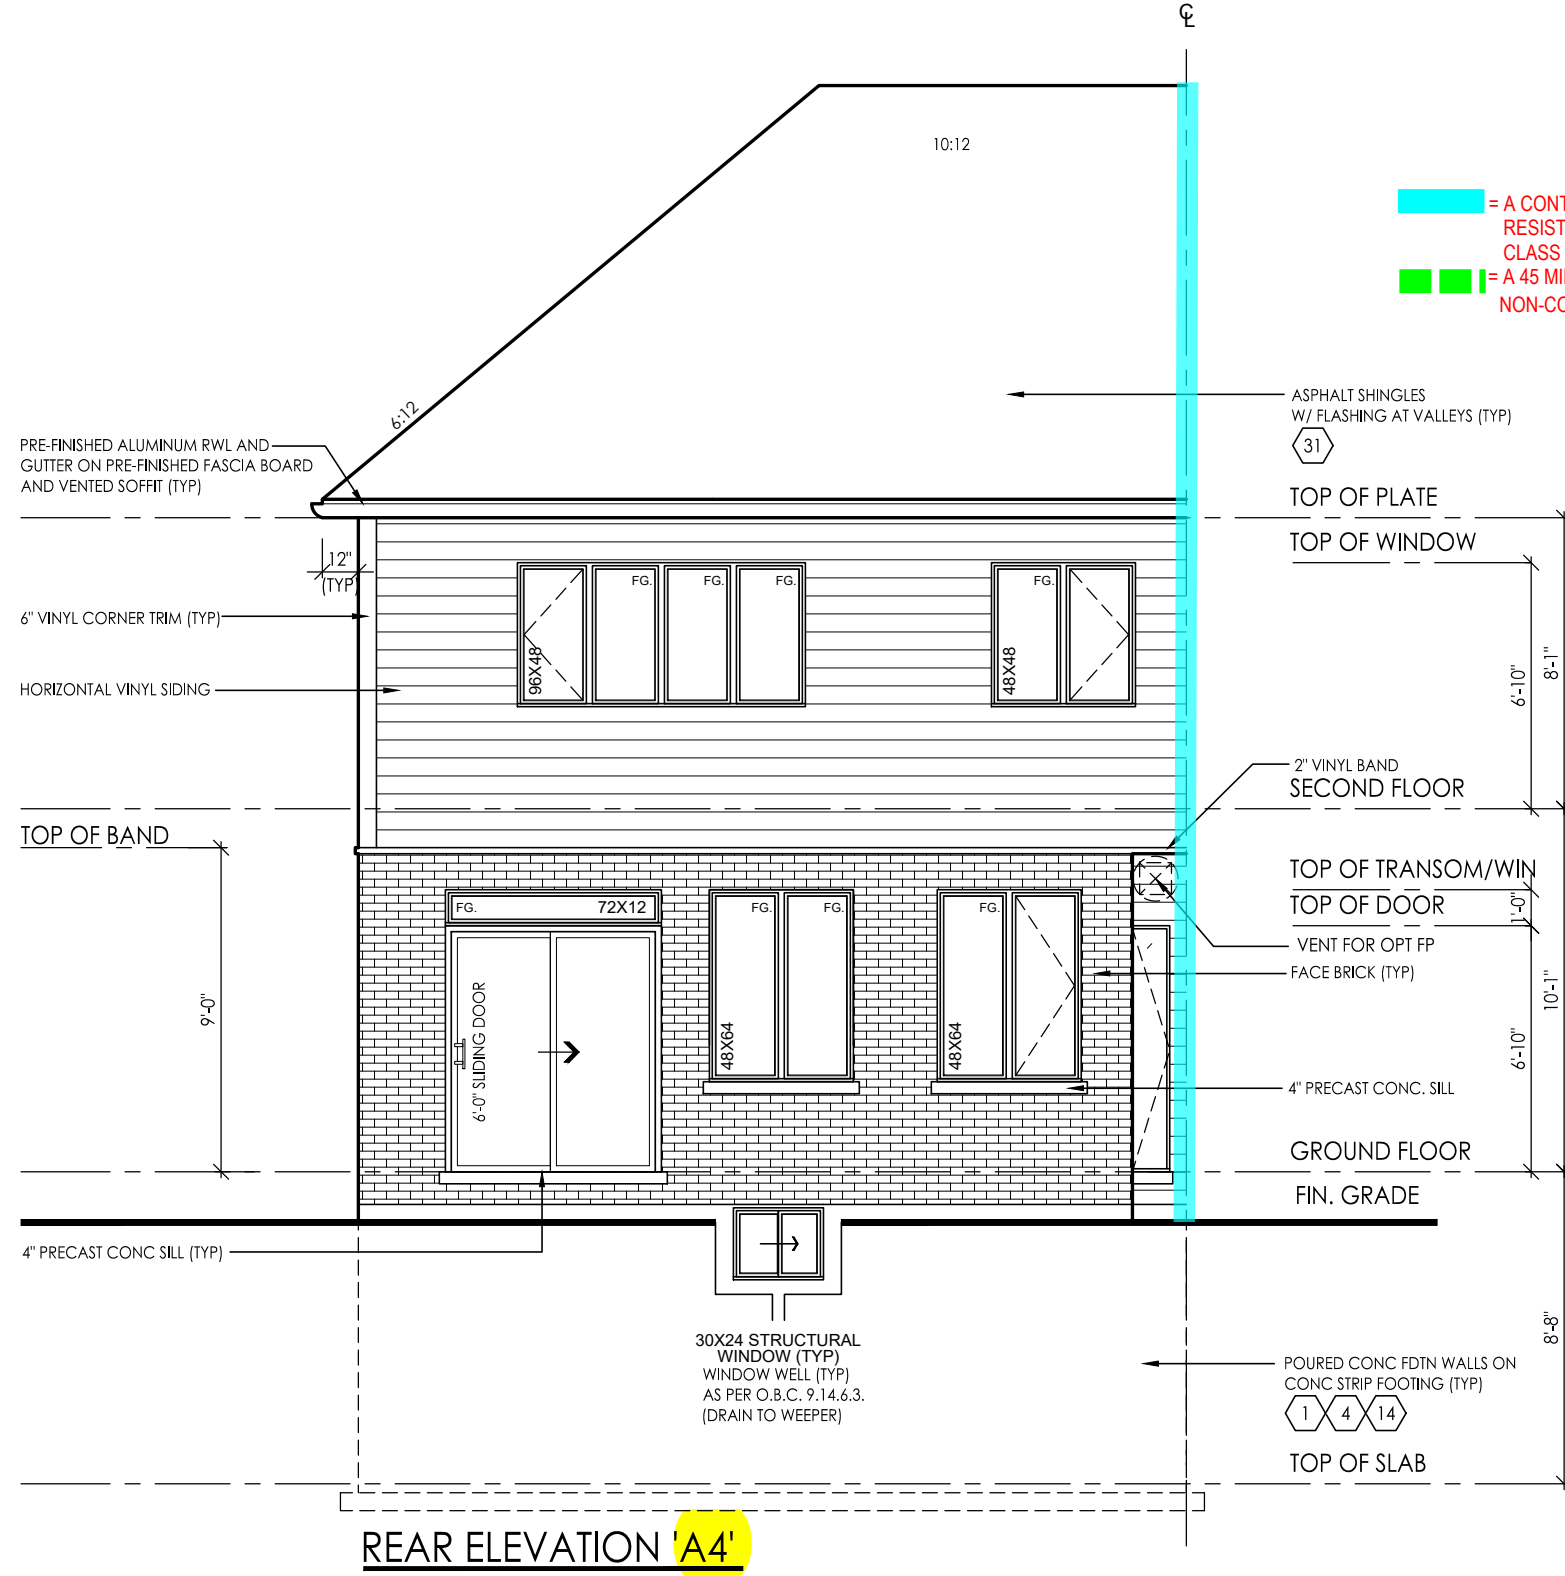 ℄
10:12
= A CONT
RESIST
CLASS
= A 45 MI
NON-CO
6:12
ASPHALT SHINGLES
W/ FLASHING AT VALLEYS (TYP)
31
PRE-FINISHED ALUMINUM RWL AND
GUTTER ON PRE-FINISHED FASCIA BOARD
AND VENTED SOFFIT (TYP)
TOP OF PLATE
TOP OF WINDOW
12"
(TYP)
FG.
FG.
FG.
FG.
96X48
48X48
6" VINYL CORNER TRIM (TYP)
HORIZONTAL VINYL SIDING
6'-10"
8'-1"
2" VINYL BAND
SECOND FLOOR
TOP OF BAND
TOP OF TRANSOM/WIN
TOP OF DOOR
1'-0"
FG.
72X12
FG.
FG.
FG.
VENT FOR OPT FP
FACE BRICK (TYP)
9'-0"
6'-0" SLIDING DOOR
48X64
48X64
6'-10"
10'-1"
4" PRECAST CONC. SILL
GROUND FLOOR
FIN. GRADE
4" PRECAST CONC SILL (TYP)
30X24 STRUCTURAL
WINDOW (TYP)
WINDOW WELL (TYP)
AS PER O.B.C. 9.14.6.3.
(DRAIN TO WEEPER)
8'-8"
POURED CONC FDTN WALLS ON
CONC STRIP FOOTING (TYP)
1 4 14
TOP OF SLAB
REAR ELEVATION 'A4'